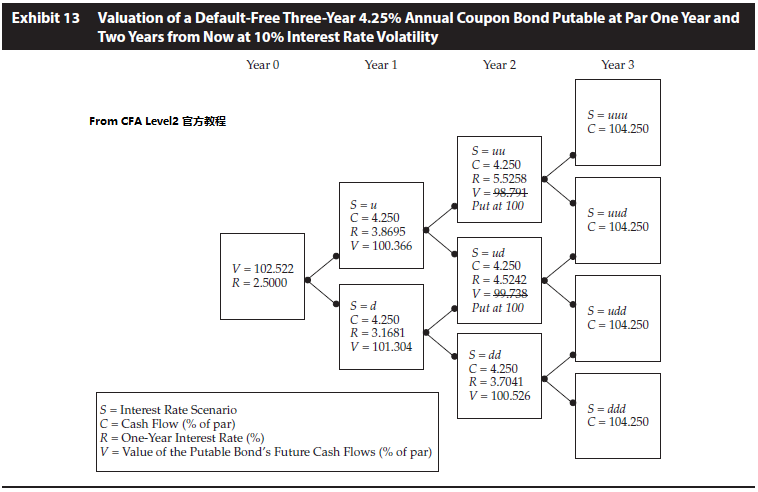 Exhibit 13 Valuation of a Default-Free Three-Year 4.25% Annual Coupon Bond Putable at Par One Year and
Two Years from Now at 10% Interest Rate Volatility
Year 0 Year 1 Year 2 Year 3
From CFA Level2 官方教程
V = 102.522
R = 2.5000
S = u
C = 4.250
R = 3.8695
V = 100.366
S = d
C = 4.250
R = 3.1681
V = 101.304
S = uu
C = 4.250
R = 5.5258
V = 98.791
Put at 100
S = ud
C = 4.250
R = 4.5242
V = 99.738
Put at 100
S = dd
C = 4.250
R = 3.7041
V = 100.526
S = uuu
C = 104.250
S = uud
C = 104.250
S = udd
C = 104.250
S = ddd
C = 104.250
S = Interest Rate Scenario
C = Cash Flow (% of par)
R = One-Year Interest Rate (%)
V = Value of the Putable Bond's Future Cash Flows (% of par)